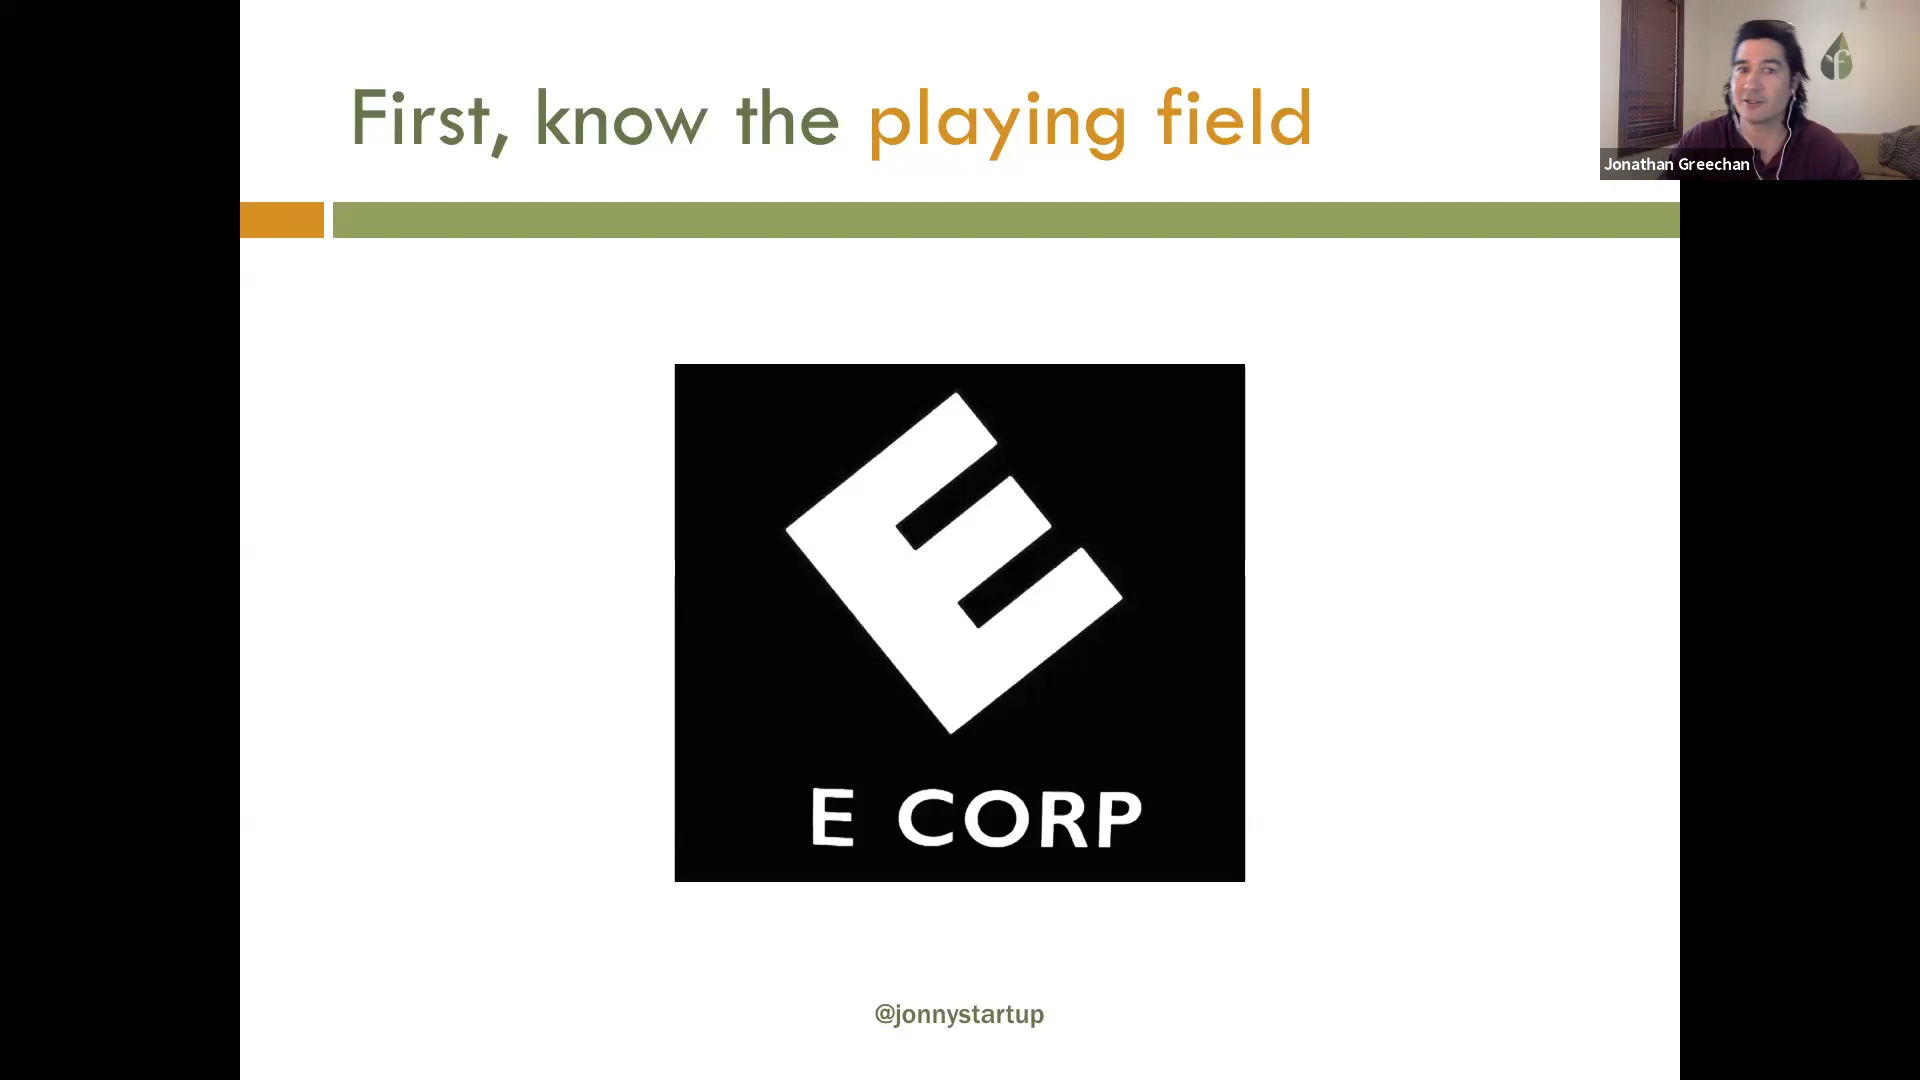 First, know the playing field
Jonathan Greechan
E CORP
@jonnystartup